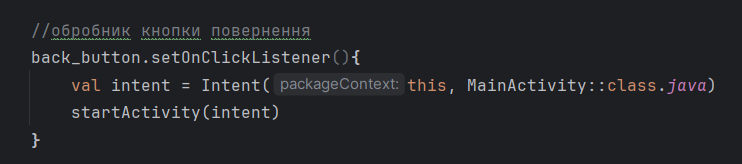 //обробник кнопки повернення
back_button.setOnClickListener(){
val intent = Intent( packageContext: this, MainActivity::class.java)
startActivity(intent)
}